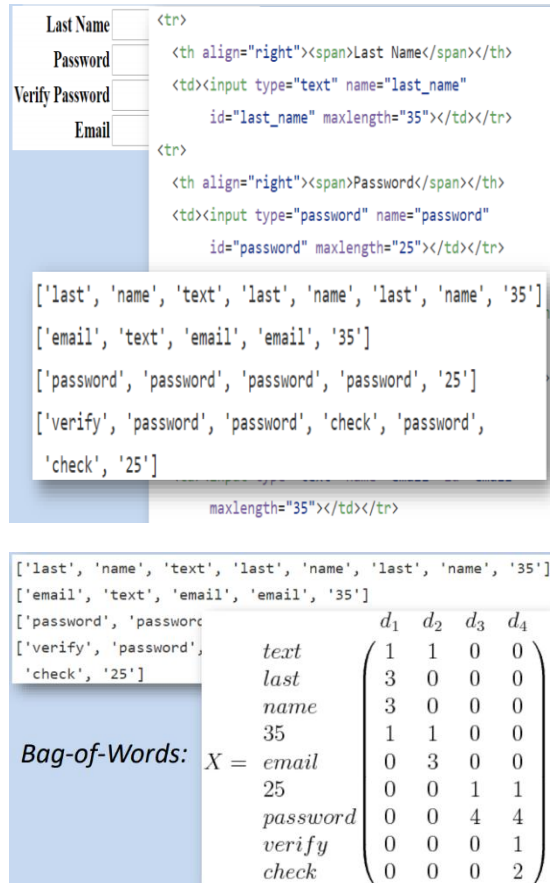 Last Name
Password
Verify Password
Email
<tr>
<th align="right"><span>Last Name</span></th>
<td><input type="text" name="last_name"
id="last_name" maxlength="35"></td></tr>
<tr>
<th align="right"><span>Password</span></th>
<td><input type="password" name="password"
id="password" maxlength="25"></td></tr>
['last', 'name', 'text', 'last', 'name', 'last', 'name', '35']
['email', 'text', 'email', 'email', '35']
['password', 'password', 'password', 'password', '25']
['verify', 'password', 'password', 'check', 'password',
'check', '25']
maxlength="35"></td></tr>
['last', 'name', 'text', 'last', 'name', 'last', 'name', '35']
['email', 'text', 'email', 'email', '35']
['password', 'password
['verify', 'password',
'check', '25']
d1 d2 d3 d4
text 1 1 0 0
last 3 0 0 0
name 3 0 0 0
35 1 1 0 0
Bag-of-Words: X = email 0 3 0 0
25 0 0 1 1
password 0 0 4 4
verify 0 0 0 1
check 0 0 0 2